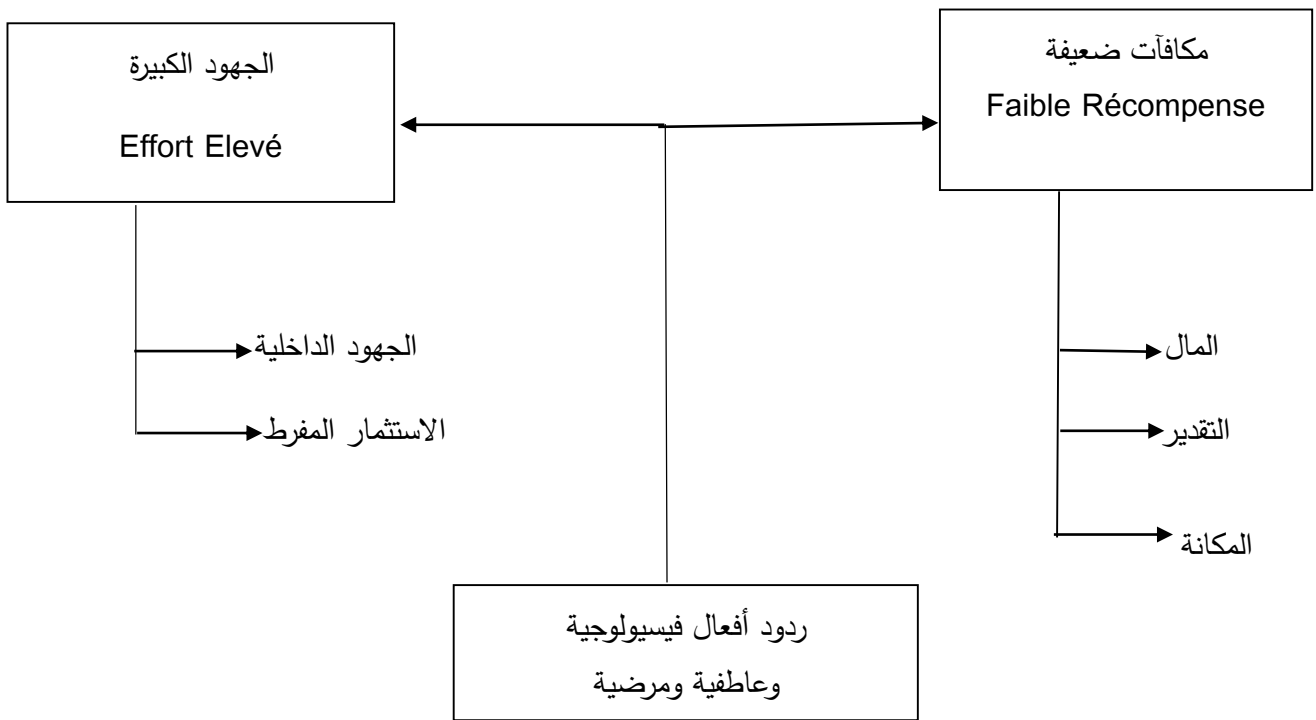 مكافآت ضعيفة
Faible Récompense
الجهود الكبيرة
Effort Elevé
المال
التقدير
المكانة
الجهود الداخلية
الاستثمار المفرط
ردود أفعال فيسيولوجية
وعاطفية ومرضية